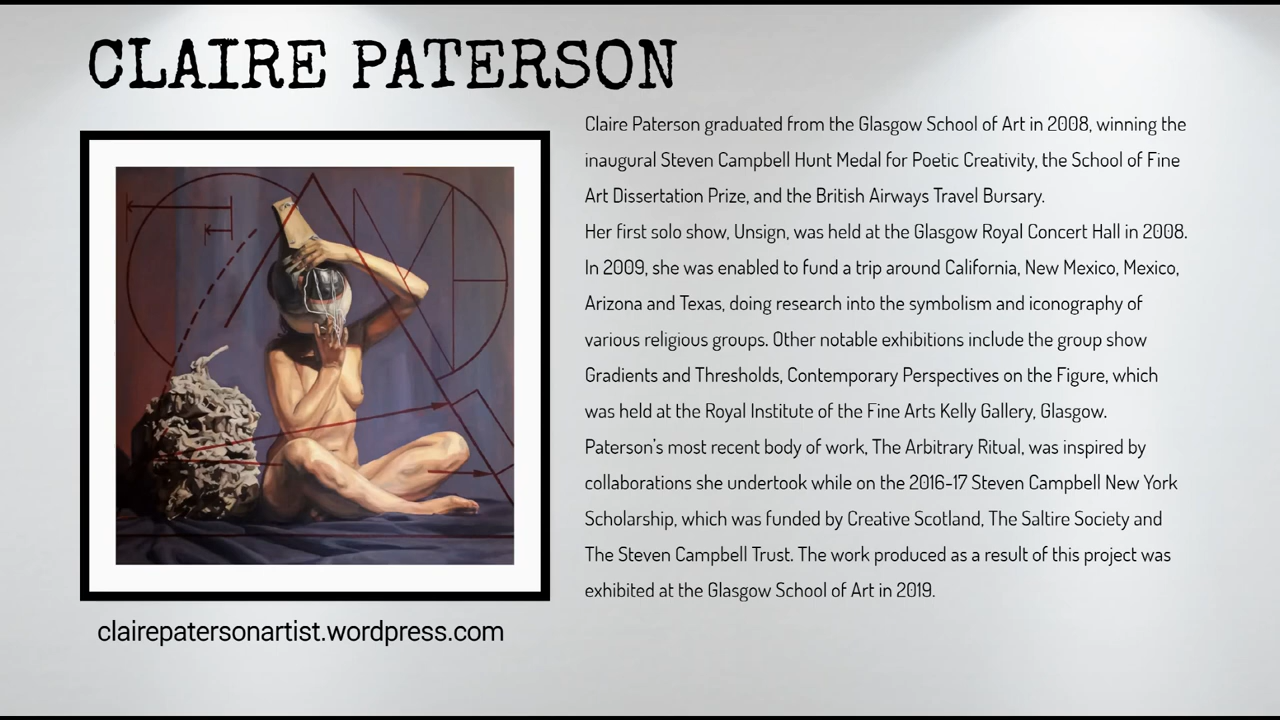 CLAIRE PATERSON
Claire Paterson graduated from the Glasgow School of Art in 2008, winning the
inaugural Steven Campbell Hunt Medal for Poetic Creativity, the School of Fine
Art Dissertation Prize, and the British Airways Travel Bursary.
Her first solo show, Unsign, was held at the Glasgow Royal Concert Hall in 2008.
In 2009, she was enabled to fund a trip around California, New Mexico, Mexico,
Arizona and Texas, doing research into the symbolism and iconography of
various religious groups. Other notable exhibitions include the group show
Gradients and Thresholds, Contemporary Perspectives on the Figure, which
was held at the Royal Institute of the Fine Arts Kelly Gallery, Glasgow.
Paterson's most recent body of work, The Arbitrary Ritual, was inspired by
collaborations she undertook while on the 2016-17 Steven Campbell New York
Scholarship, which was funded by Creative Scotland, The Saltire Society and
The Steven Campbell Trust. The work produced as a result of this project was
exhibited at the Glasgow School of Art in 2019.
clairepatersonartist.wordpress.com